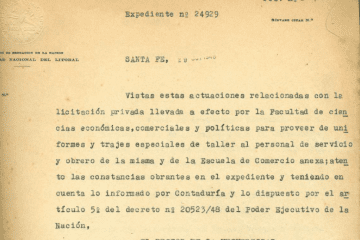 Expediente nº 24929
SANTA FE,
Vistas estas actuaciones relacionadas con la
licitación privada llevada a efecto por la Facultad de cien
cias económicas,comerciales y políticas para proveer de uni
formes y trajes especiales de taller al personal de servicio
y obrero de la misma y de la Escuela de Comercio anexa;aten
to las constancias obrantes en el expediente y teniendo en
cuenta lo informado por Contaduría y lo dispuesto por el ar
tículo 5º del decreto nº 20523/48 del Poder Ejecutivo de la
Nación,